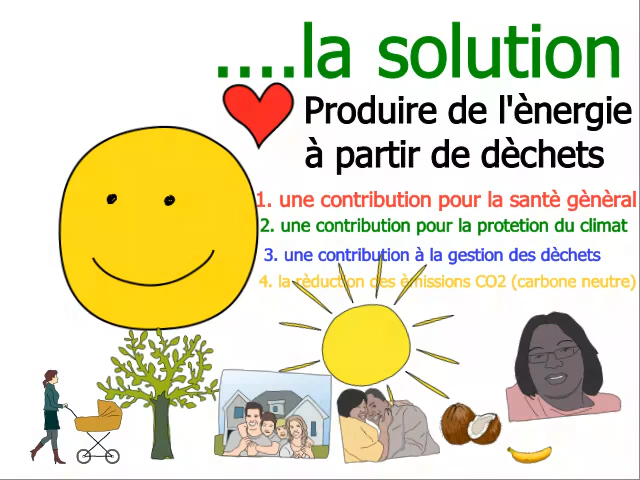 ....la solution
Produire de l'ènergie
à partir de dèchets
1. une contribution pour la santè gènèral
2. une contribution pour la protetion du climat
3. une contribution à la gestion des dèchets
4. la rèduction des èmissions CO2 (carbone neutre)